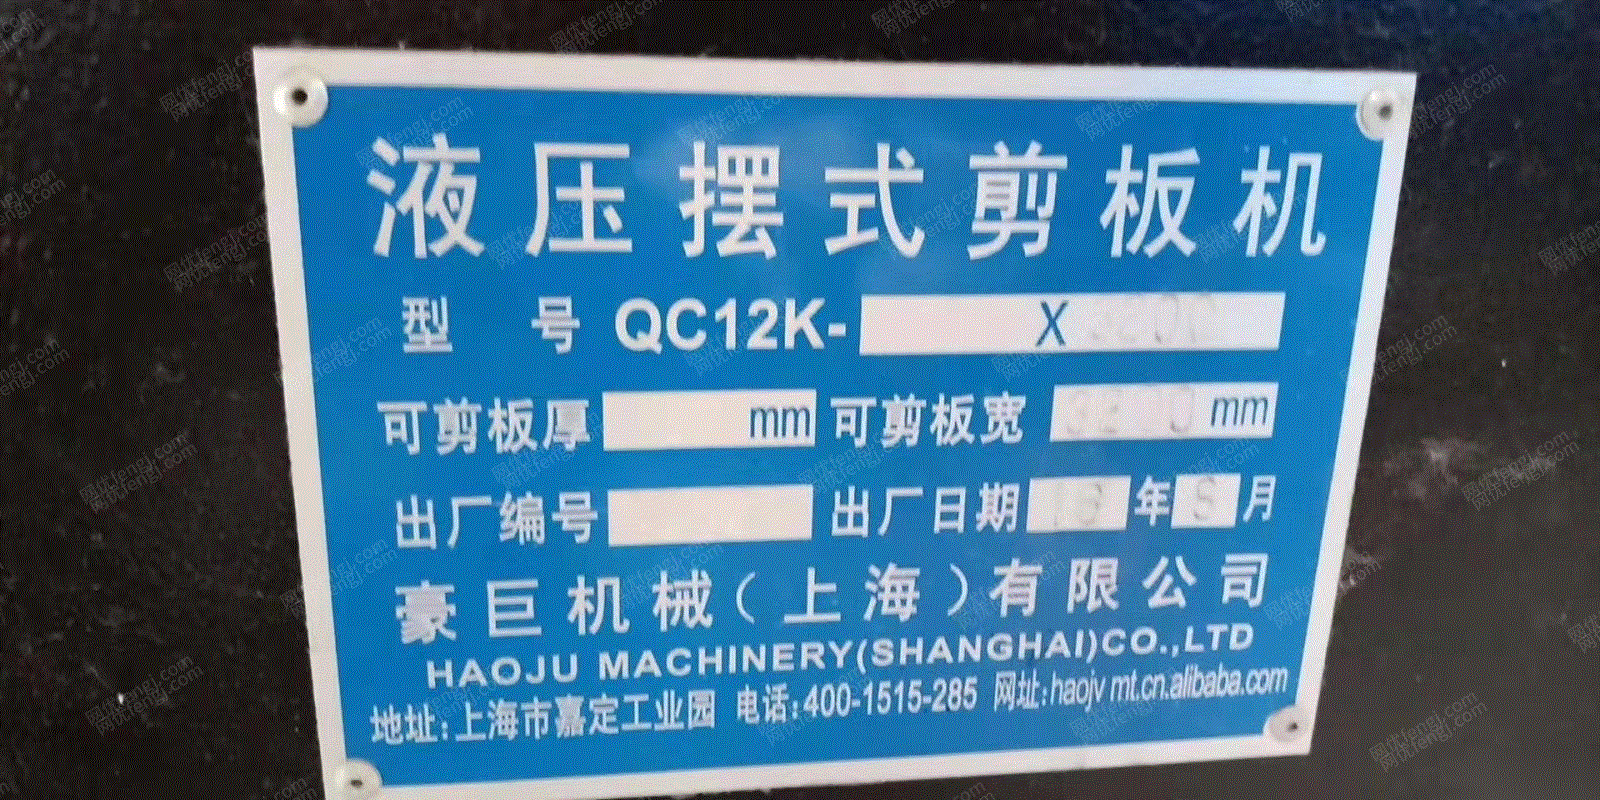 液压摆式剪板机
型 号 QC12K- X 3200
可剪板厚 mm 可剪板宽 3200 mm
出厂编号 出厂日期 年 5 月
豪巨机械(上海)有限公司
HAOJU MACHINERY(SHANGHAI)CO.,LTD
地址:上海市嘉定工业园 电话:400-1515-285 网址:haojv mt.cn.alibaba.com